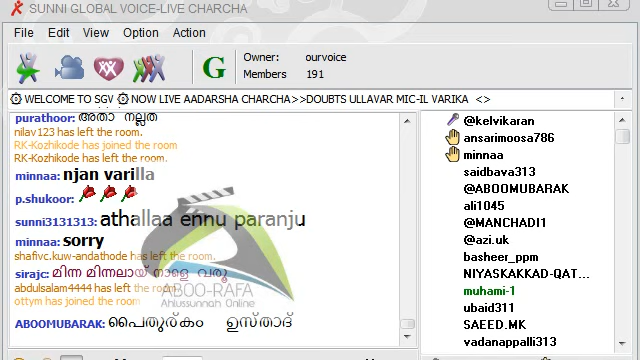 SUNNI GLOBAL VOICE-LIVE CHARCHA
File Edit View Option Action
G
Owner: ourvoice
Members 191
WELCOME TO SGV NOW LIVE AADARSHA CHARCHA>>DOUBTS ULLAVAR MIC-IL VARIKA <>
purathoor: അതാ നല്ലത
nilav123 has left the room.
RK-Kozhikode has joined the room
RK-Kozhikode has left the room.
minnaa: njan varilla
p.shukoor:
sunni3131313: athallaa ennu paranju
minnaa: sorry
shafivc.kuw-andathode has left the room.
sirajc: മിന്ന മിന്നലായ് നാളെ വരൂ
abdulsalam4444 has left the room
ottym has joined the room
ABOOMUBARAK: പൈതുര്കം ഉസ്താദ്
ABOO-RAFA
Ahlussunnah Online
@kelvikaran
ansarimoosa786
minnaa
saidbava313
@ABOOMUBARAK
ali1045
@MANCHADI1
@azi.uk
basheer_ppm
NIYASKAKKAD-QAT...
muhami-1
ubaid311
SAEED.MK
vadanappalli313